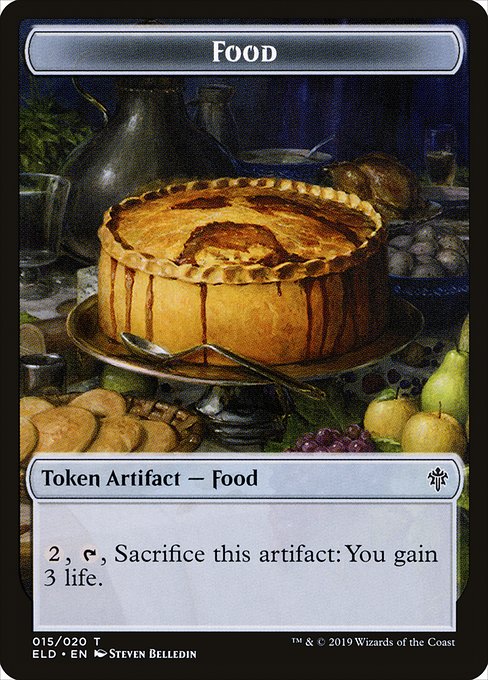 Food
Token Artifact — Food
2, , Sacrifice this artifact: You gain
3 life.
015/020 T
ELD • EN Steven Belledin
™ & © 2019 Wizards of the Coast